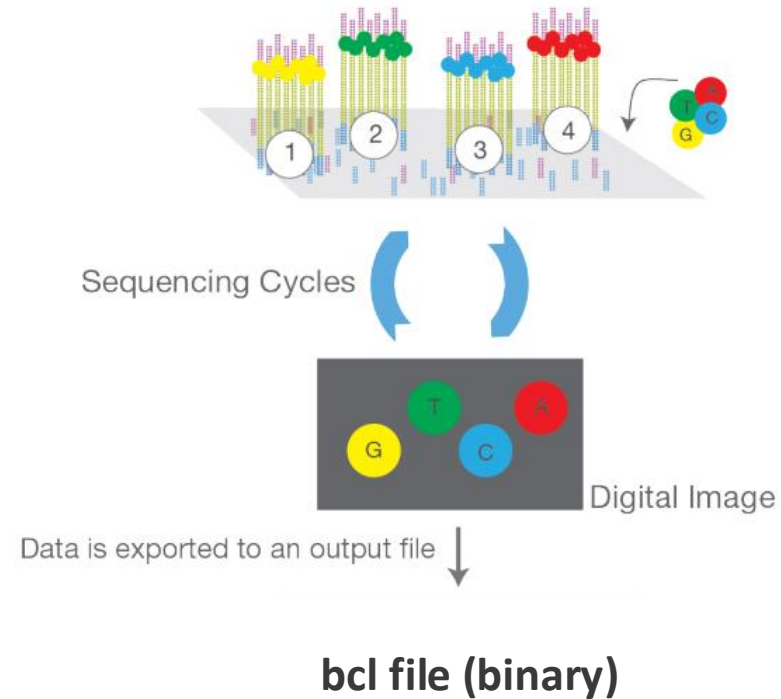 A
T
C
G
1
2
3
4
Sequencing Cycles
T
A
G
C
Digital Image
Data is exported to an output file
bcl file (binary)